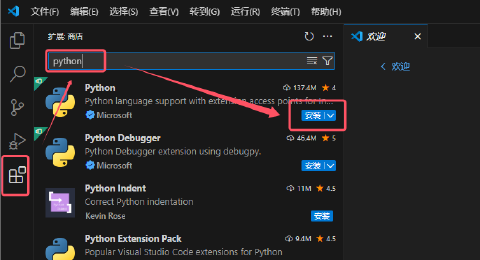 文件(F) 编辑(E) 选择(S) 查看(V) 转到(G) 运行(R) 终端(T) 帮助(H)
扩展: 商店
欢迎
python
欢迎
Python 137.4M 4
Python language support with extension access points for In...
Microsoft 安装
Python Debugger 46.4M 5
Python Debugger extension using debugpy.
Microsoft 安装
Python Indent 11M 4.5
Correct Python indentation
Kevin Rose 安装
Python Extension Pack 9.4M 4.5
Popular Visual Studio Code extensions for Python